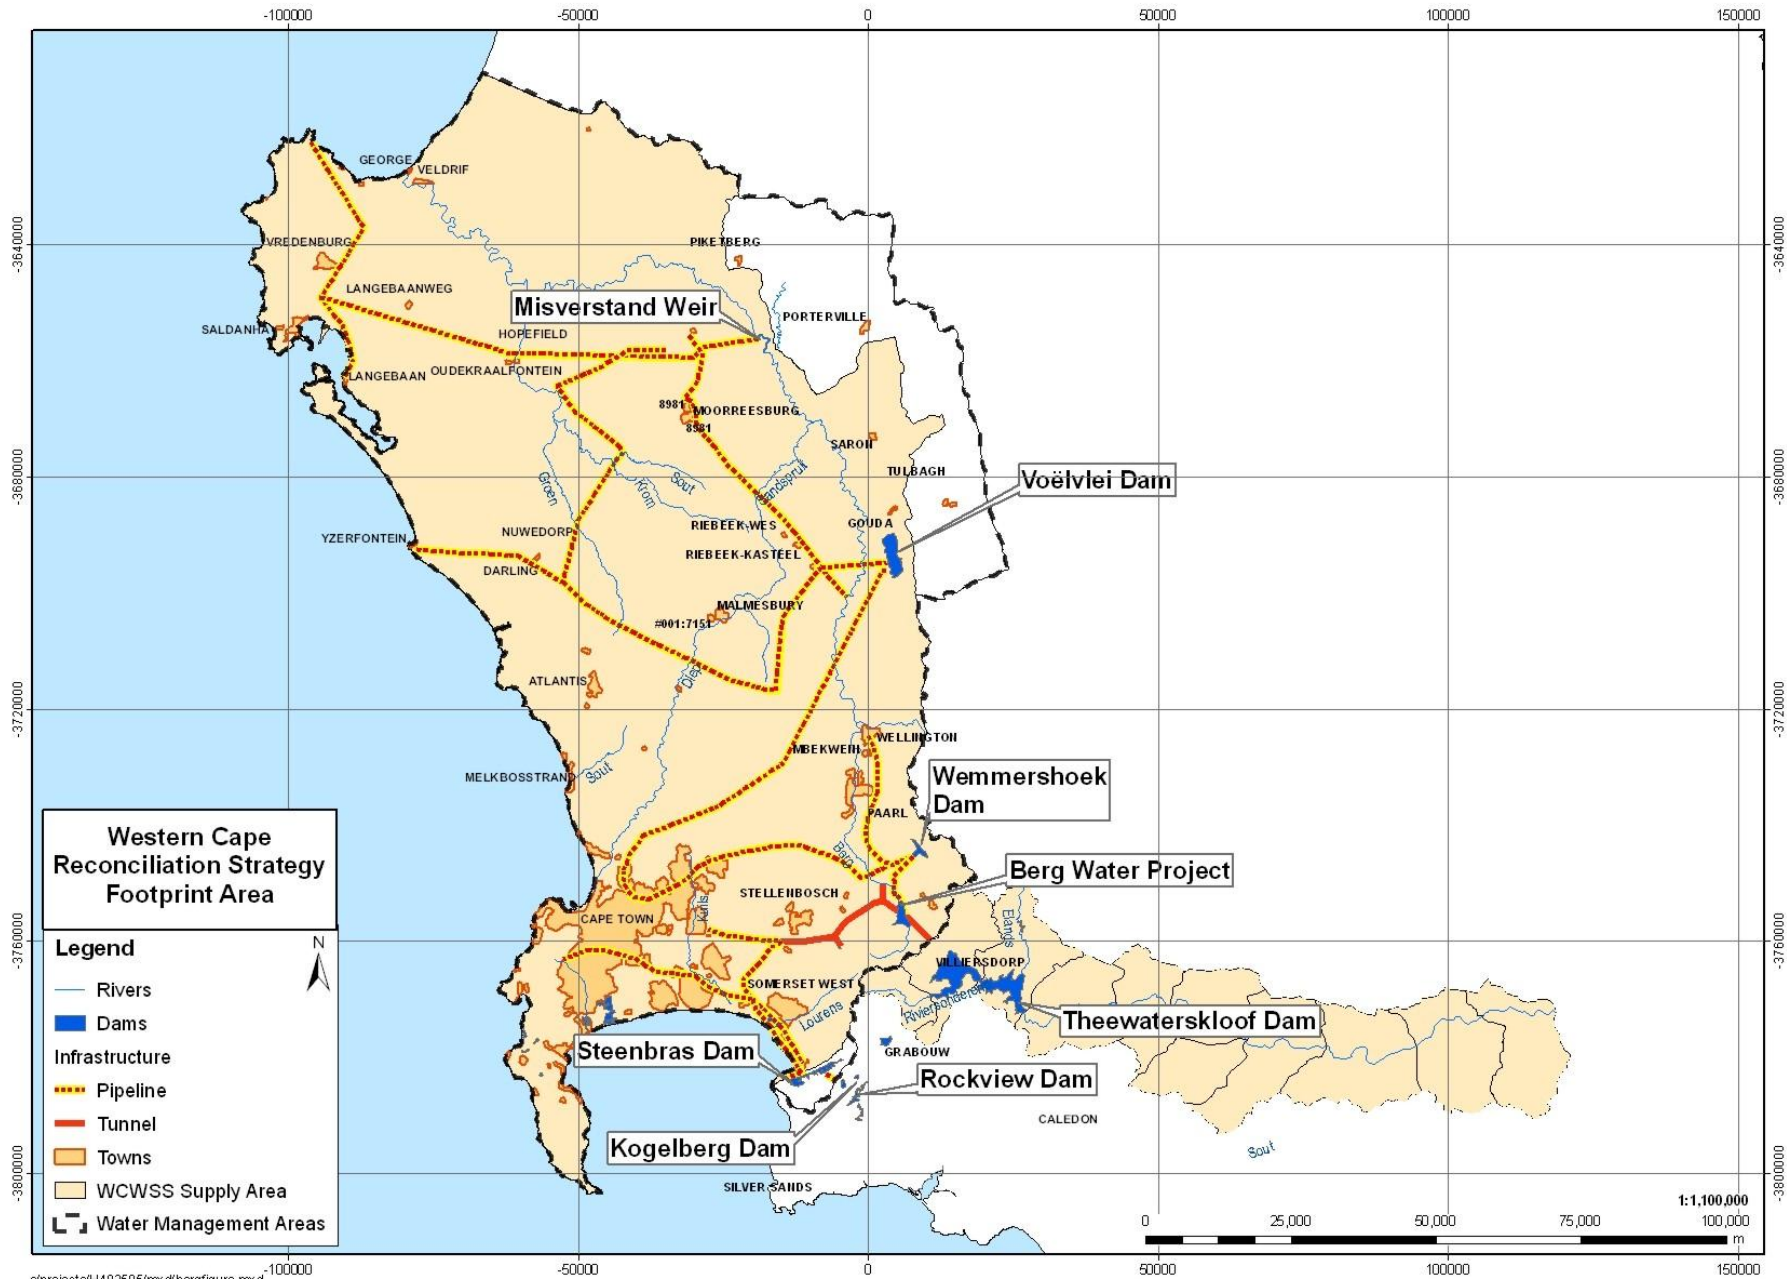 -100000
-50000
0
50000
100000
150000
-3640000
-3640000
-3680000
-3680000
-3720000
-3720000
-3760000
-3760000
-3800000
-3800000
GEORGE
VELDRIF
VREDENBURG
PIKETBERG
LANGEBAANWEG
Misverstand Weir
PORTERVILLE
SALDANHA
HOPEFIELD
OUDEKRAALFONTEIN
LANGEBAAN
8981
MOORREESBURG
8981
SARON
TULBAGH
Voëlvlei Dam
Groen
Krom
Sout
GOUDA
YZERFONTEIN
NUWEDORP
RIEBEEK-WES
RIEBEEK-KASTEEL
DARLING
MALMESBURY
#001:7151
Diep
ATLANTIS
WELLINGTON
MBEKWENI
MELKBOSSTRAND
Sout
Wemmershoek
Dam
PAARL
Berg
Berg Water Project
STELLENBOSCH
CAPE TOWN
Kuils
Elands
VILLIERSDORP
SOMERSET WEST
Lourens
Riviersonderend
Theewaterskloof Dam
Steenbras Dam
GRABOUW
Rockview Dam
CALEDON
Kogelberg Dam
Sout
SILVER SANDS
Western Cape
Reconciliation Strategy
Footprint Area
Legend
N
Rivers
Dams
Infrastructure
Pipeline
Tunnel
Towns
WCWSS Supply Area
Water Management Areas
1:1,100,000
0
25,000
50,000
75,000
100,000
m
-100000
-50000
0
50000
100000
150000